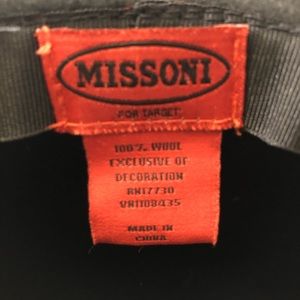 MISSONI
FOR TARGET
100% WOOL
EXCLUSIVE OF
DECORATION
RN17730
VN1108435
MADE IN
CHINA